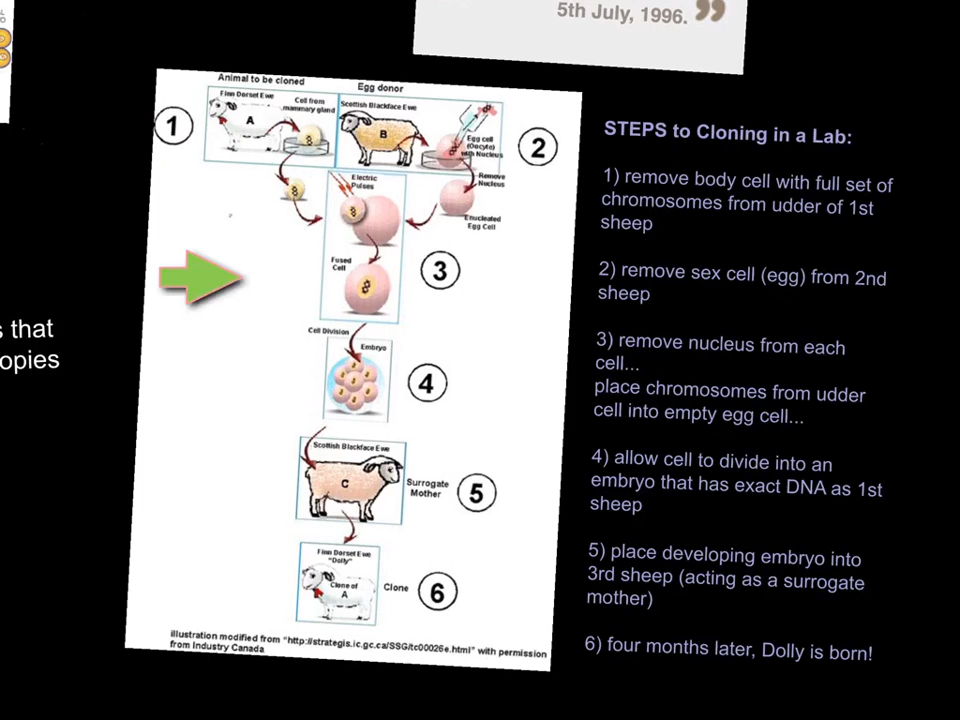 5th July, 1996. ”
s that
opies
Animal to be cloned
Egg donor
Finn Dorset Ewe
Cell from
mammary gland
A
Scottish Blackface Ewe
B
Egg cell
(Oocyte)
with Nucleus
1
2
Remove
Nucleus
Electric
Pulses
Enucleated
Egg Cell
Fused
Cell
3
Cell Division
Embryo
4
Scottish Blackface Ewe
C
Surrogate
Mother
5
Finn Dorset Ewe
"Dolly"
Clone of
A
Clone
6
illustration modified from "http://strategis.ic.gc.ca/SSG/tc00026e.html" with permission
from Industry Canada
STEPS to Cloning in a Lab:
1) remove body cell with full set of
chromosomes from udder of 1st
sheep
2) remove sex cell (egg) from 2nd
sheep
3) remove nucleus from each
cell...
place chromosomes from udder
cell into empty egg cell...
4) allow cell to divide into an
embryo that has exact DNA as 1st
sheep
5) place developing embryo into
3rd sheep (acting as a surrogate
mother)
6) four months later, Dolly is born!